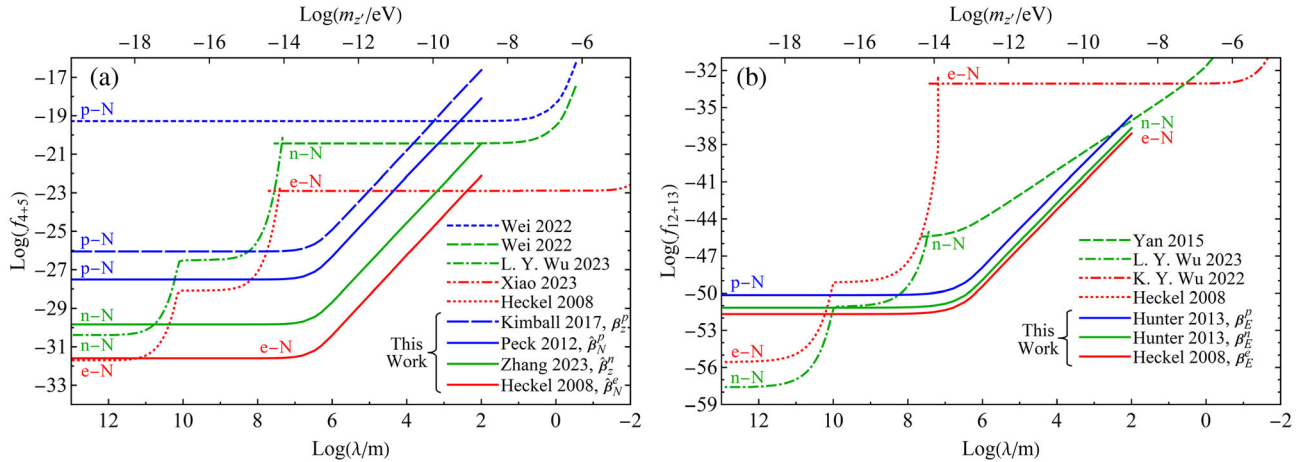 Log(m_z'/eV)
-18 -16 -14 -12 -10 -8 -6
(a)
-17
-19
-21
-23
-25
-27
-29
-31
-33
Log(f_{4+5})
p-N
n-N
e-N
p-N
p-N
n-N
n-N
e-N
e-N
Wei 2022
Wei 2022
L. Y. Wu 2023
Xiao 2023
Heckel 2008
This Work
Kimball 2017, β_z^p
Peck 2012, β̂_N^p
Zhang 2023, β̂_z^n
Heckel 2008, β̂_N^e
12 10 8 6 4 2 0 -2
Log(λ/m)
Log(m_z'/eV)
-18 -16 -14 -12 -10 -8 -6
(b)
-32
-35
-38
-41
-44
-47
-50
-53
-56
-59
Log(f_{12+13})
e-N
n-N
e-N
n-N
p-N
e-N
n-N
Yan 2015
L. Y. Wu 2023
K. Y. Wu 2022
Heckel 2008
This Work
Hunter 2013, β_E^p
Hunter 2013, β_E^n
Heckel 2008, β_E^e
12 10 8 6 4 2 0 -2
Log(λ/m)